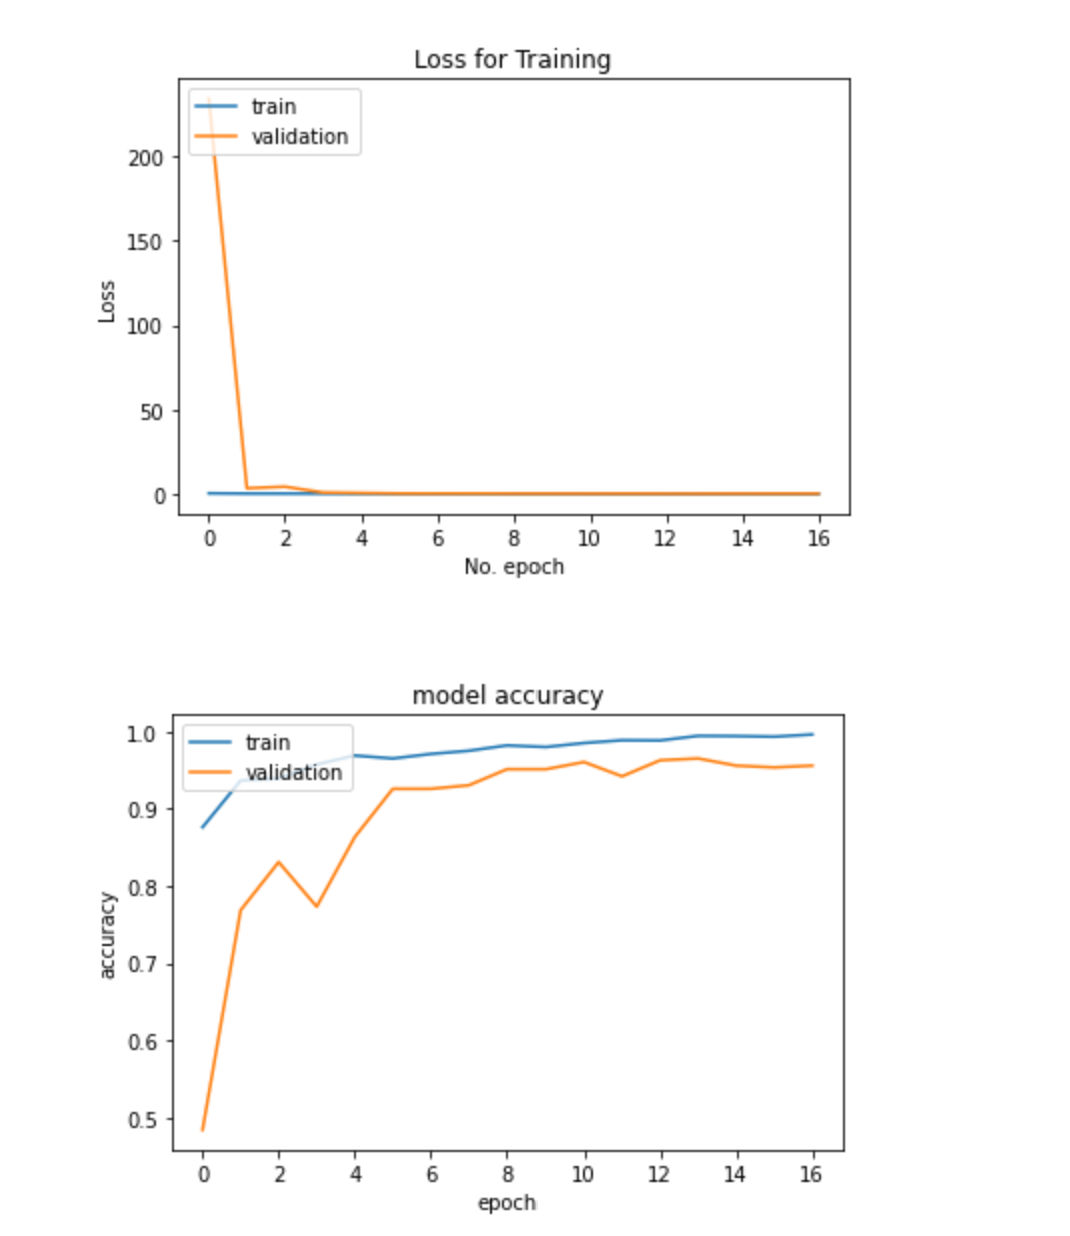 Loss for Training
train
validation
200
150
100
50
0
Loss
0 2 4 6 8 10 12 14 16
No. epoch
model accuracy
train
validation
1.0
0.9
0.8
0.7
0.6
0.5
accuracy
0 2 4 6 8 10 12 14 16
epoch